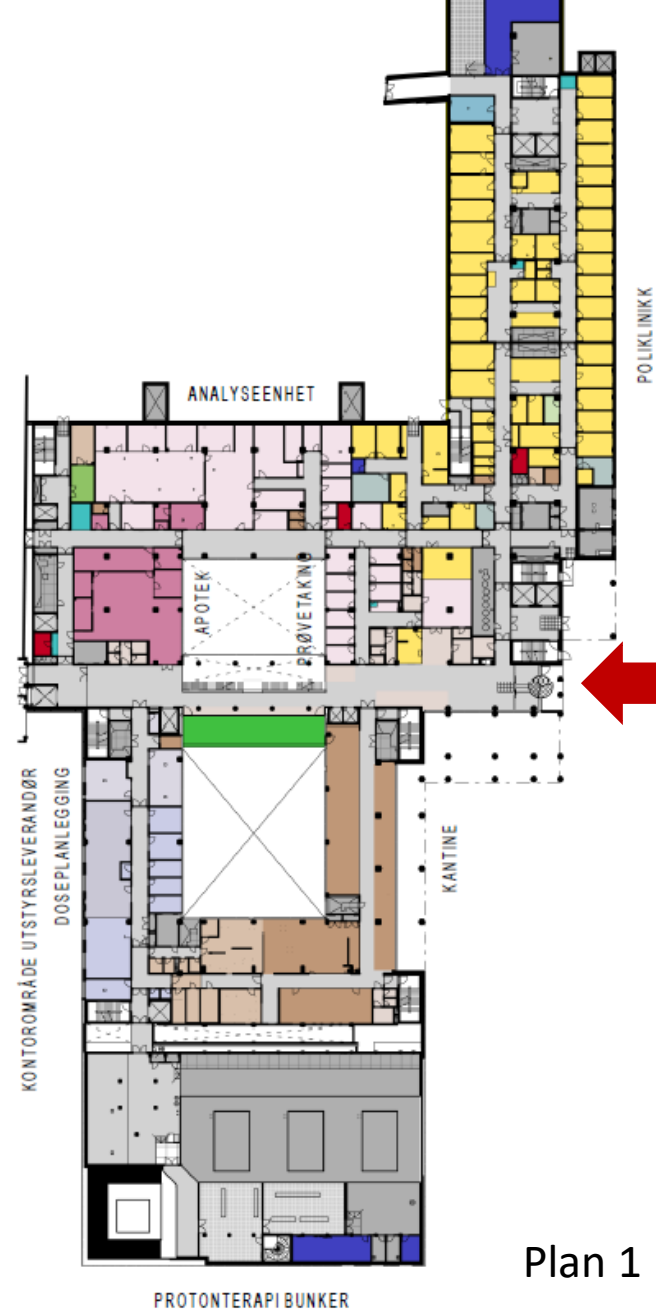 POLIKLINIKK
ANALYSEENHET
APOTEK
PRØVETAKING
KONTOROMRÅDE UTSTYRSLEVERANDØR
DOSEPLANLEGGING
KANTINE
Plan 1
PROTONTERAPI BUNKER